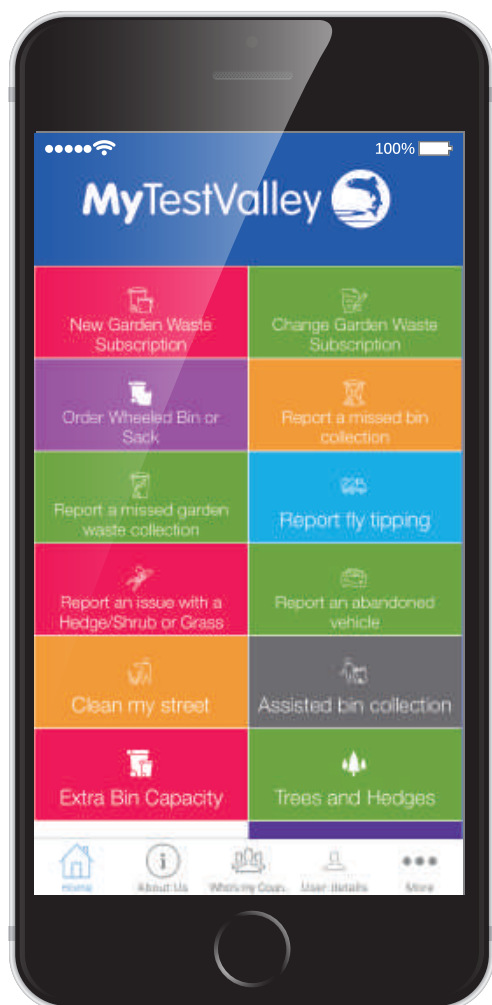 100%
MyTestValley
New Garden Waste
Subscription
Change Garden Waste
Subscription
Order Wheeled Bin or
Sack
Report a missed bin
collection
Report a missed garden
waste collection
Report fly tipping
Report an issue with a
Hedge/Shrub or Grass
Report an abandoned
vehicle
Clean my street
Assisted bin collection
Extra Bin Capacity
Trees and Hedges
Home
About Us
Who's my Coun..
User details
More